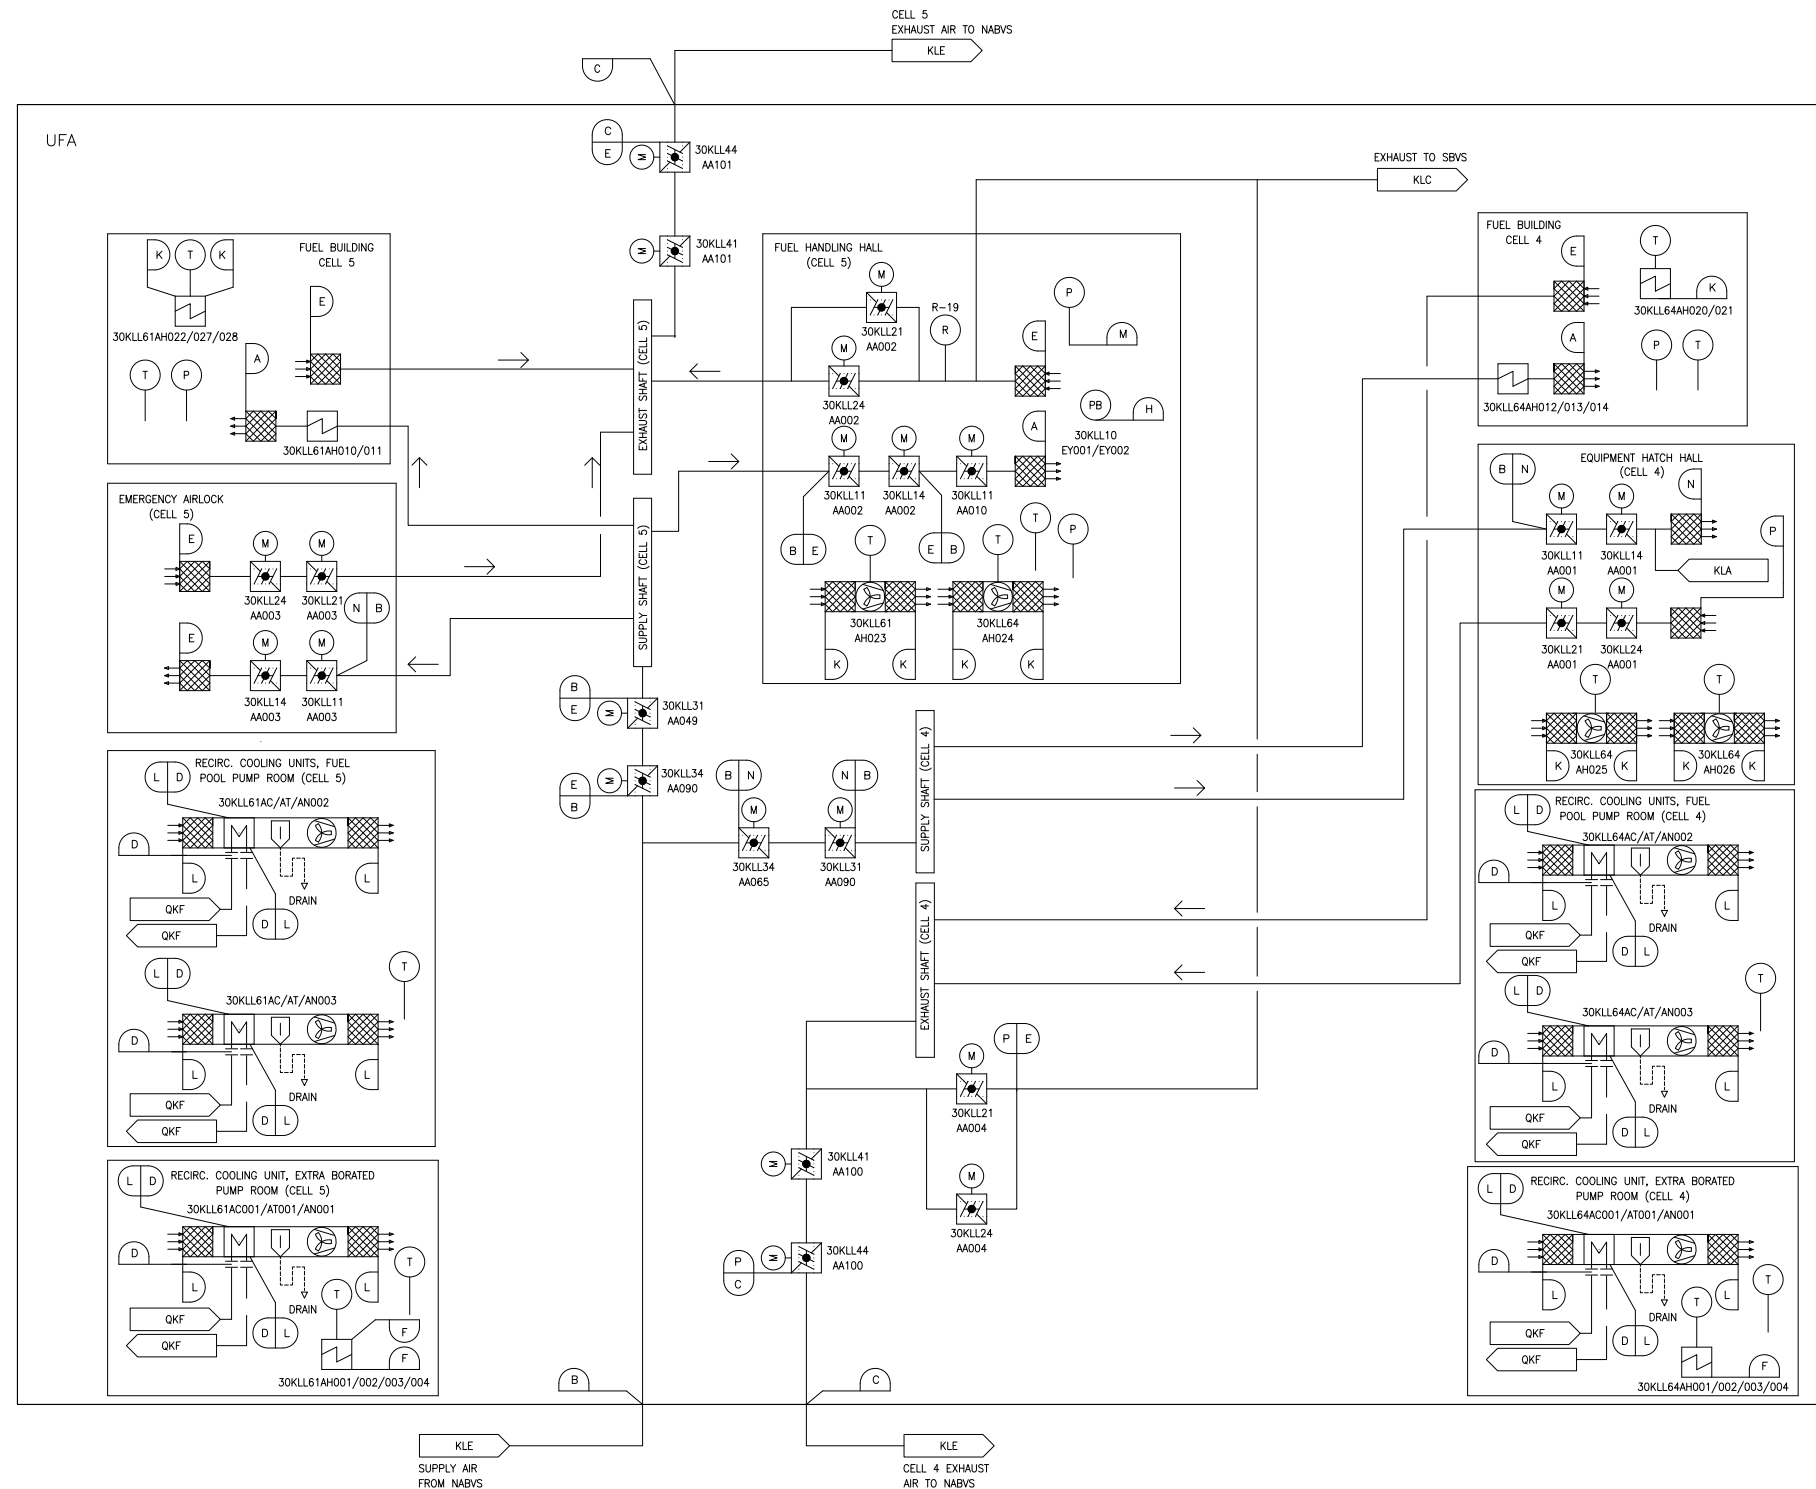 CELL 5
EXHAUST AIR TO NABVS
KLE
C
UFA
C
E
M
30KLL44
AA101
EXHAUST TO SBVS
KLC
M
30KLL41
AA101
FUEL BUILDING
CELL 5
K
T
K
E
30KLL61AH022/027/028
A
T
P
30KLL61AH010/011
EMERGENCY AIRLOCK
(CELL 5)
E
M
M
30KLL24
AA003
30KLL21
AA003
N
B
E
M
M
30KLL14
AA003
30KLL11
AA003
EXHAUST SHAFT (CELL 5)
SUPPLY SHAFT (CELL 5)
FUEL HANDLING HALL
(CELL 5)
M
30KLL21
AA002
R-19
R
M
30KLL24
AA002
E
P
M
PB
H
30KLL10
EY001/EY002
A
M
M
M
30KLL11
AA002
30KLL14
AA002
30KLL11
AA010
B
E
E
B
T
T
T
P
30KLL61
AH023
30KLL64
AH024
K
K
K
K
FUEL BUILDING
CELL 4
E
T
K
30KLL64AH020/021
A
P
T
30KLL64AH012/013/014
EQUIPMENT HATCH HALL
(CELL 4)
B
N
N
M
M
30KLL11
AA001
30KLL14
AA001
P
KLA
M
M
30KLL21
AA001
30KLL24
AA001
T
T
30KLL64
AH025
30KLL64
AH026
K
K
K
K
B
E
M
30KLL31
AA049
E
B
M
30KLL34
AA090
B
N
N
B
M
M
30KLL34
AA065
30KLL31
AA090
SUPPLY SHAFT (CELL 4)
EXHAUST SHAFT (CELL 4)
P
E
M
30KLL21
AA004
M
30KLL24
AA004
M
30KLL41
AA100
P
C
M
30KLL44
AA100
RECIRC. COOLING UNITS, FUEL
POOL PUMP ROOM (CELL 5)
L
D
30KLL61AC/AT/AN002
D
L
L
DRAIN
QKF
QKF
D
L
L
D
T
30KLL61AC/AT/AN003
D
L
L
DRAIN
QKF
QKF
D
L
RECIRC. COOLING UNIT, EXTRA BORATED
PUMP ROOM (CELL 5)
L
D
30KLL61AC001/AT001/AN001
D
L
L
T
T
DRAIN
QKF
QKF
D
L
F
F
30KLL61AH001/002/003/004
RECIRC. COOLING UNITS, FUEL
POOL PUMP ROOM (CELL 4)
L
D
30KLL64AC/AT/AN002
D
L
L
DRAIN
QKF
QKF
D
L
L
D
T
30KLL64AC/AT/AN003
D
L
L
DRAIN
QKF
QKF
D
L
RECIRC. COOLING UNIT, EXTRA BORATED
PUMP ROOM (CELL 4)
L
D
30KLL64AC001/AT001/AN001
D
L
L
T
T
DRAIN
QKF
QKF
D
L
F
30KLL64AH001/002/003/004
B
C
KLE
SUPPLY AIR
FROM NABVS
KLE
CELL 4 EXHAUST
AIR TO NABVS